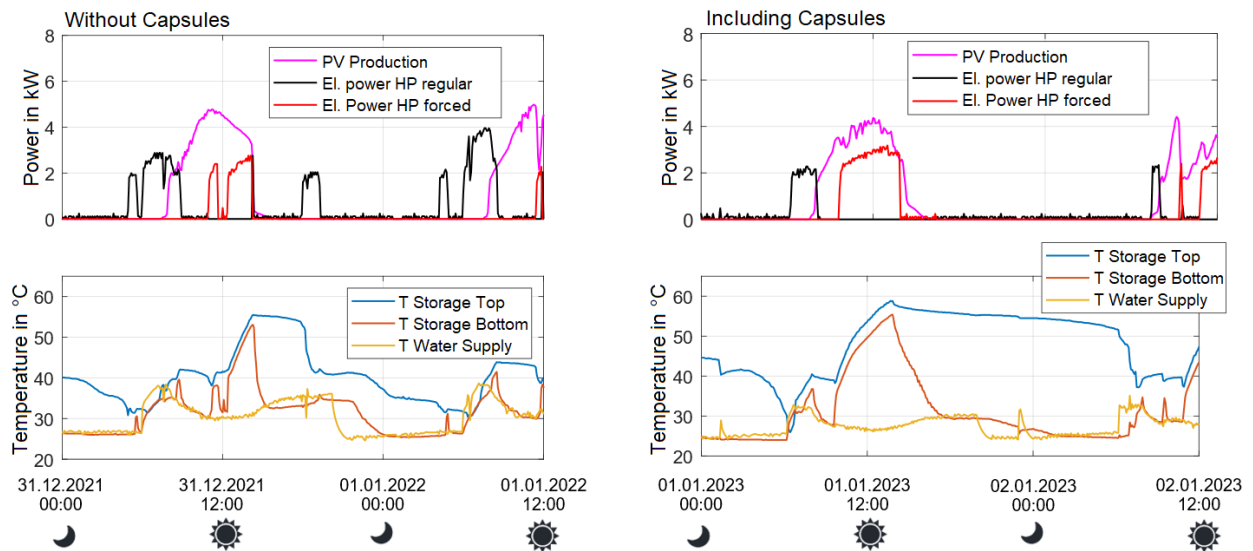 Without Capsules
8
6
4
2
0
Power in kW
PV Production
El. power HP regular
El. Power HP forced
60
50
40
30
20
Temperature in °C
T Storage Top
T Storage Bottom
T Water Supply
31.12.2021
00:00
31.12.2021
12:00
01.01.2022
00:00
01.01.2022
12:00
Including Capsules
8
6
4
2
0
Power in kW
PV Production
El. power HP regular
El. Power HP forced
60
50
40
30
20
Temperature in °C
T Storage Top
T Storage Bottom
T Water Supply
01.01.2023
00:00
01.01.2023
12:00
02.01.2023
00:00
02.01.2023
12:00